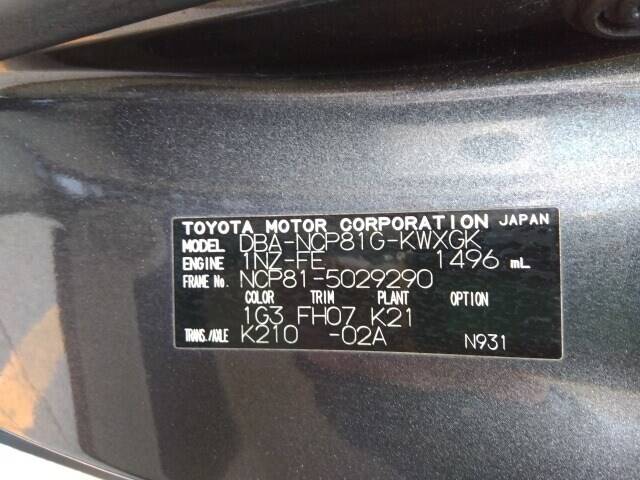 TOYOTA MOTOR CORPORATION JAPAN
MODEL DBA-NCP81G-KWXGK
ENGINE 1NZ-FE 1496 mL
FRAME No. NCP81-5029290
COLOR TRIM PLANT OPTION
1G3 FH07 K21
TRANS./AXLE K210 -02A N931